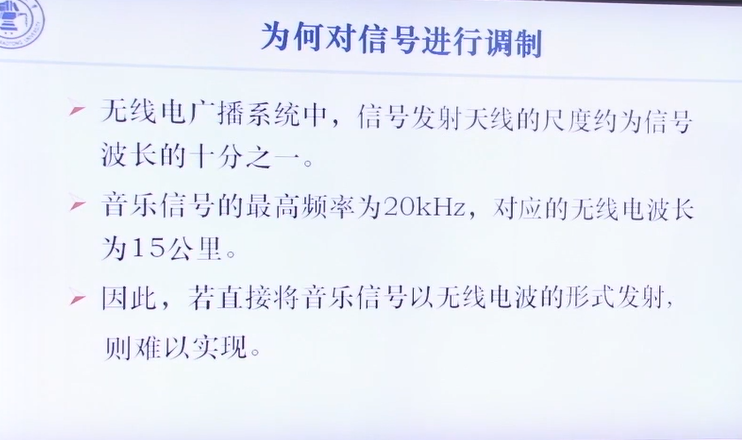 为何对信号进行调制
无线电广播系统中，信号发射天线的尺度约为信号
波长的十分之一。
音乐信号的最高频率为20kHz，对应的无线电波长
为15公里。
因此，若直接将音乐信号以无线电波的形式发射，
则难以实现。